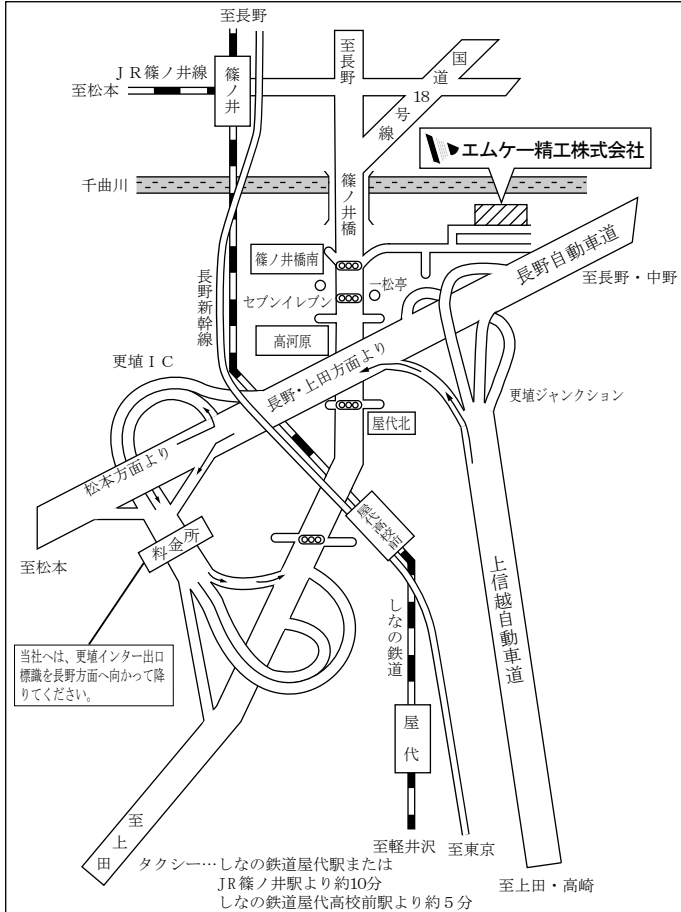 至長野
JR篠ノ井線
至松本
篠ノ井
至長野
国道
18
号線
エムケー精工株式会社
千曲川
篠ノ井橋
長野自動車道
至長野・中野
篠ノ井橋南
一松亭
セブンイレブン
長野新幹線
高河原
更埴IC
長野・上田方面より
更埴ジャンクション
屋代北
松本方面より
至松本
料金所
屋代高校前
上信越自動車道
しなの鉄道
当社へは、更埴インター出口
標識を長野方面へ向かって降
りてください。
屋代
至上田
至軽井沢
至東京
至上田・高崎
タクシー…しなの鉄道屋代駅または
JR篠ノ井駅より約10分
しなの鉄道屋代高校前駅より約5分